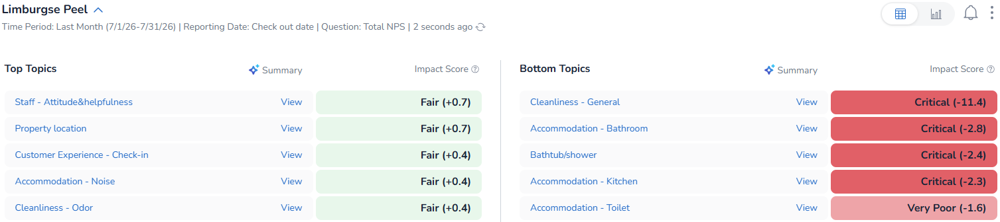 Limburgse Peel
Time Period: Last Month (7/1/26-7/31/26) | Reporting Date: Check out date | Question: Total NPS | 2 seconds ago
Top Topics Summary Impact Score ?
Staff - Attitude&helpfulness View Fair (+0.7)
Property location View Fair (+0.7)
Customer Experience - Check-in View Fair (+0.4)
Accommodation - Noise View Fair (+0.4)
Cleanliness - Odor View Fair (+0.4)
Bottom Topics Summary Impact Score ?
Cleanliness - General View Critical (-11.4)
Accommodation - Bathroom View Critical (-2.8)
Bathtub/shower View Critical (-2.4)
Accommodation - Kitchen View Critical (-2.3)
Accommodation - Toilet View Very Poor (-1.6)